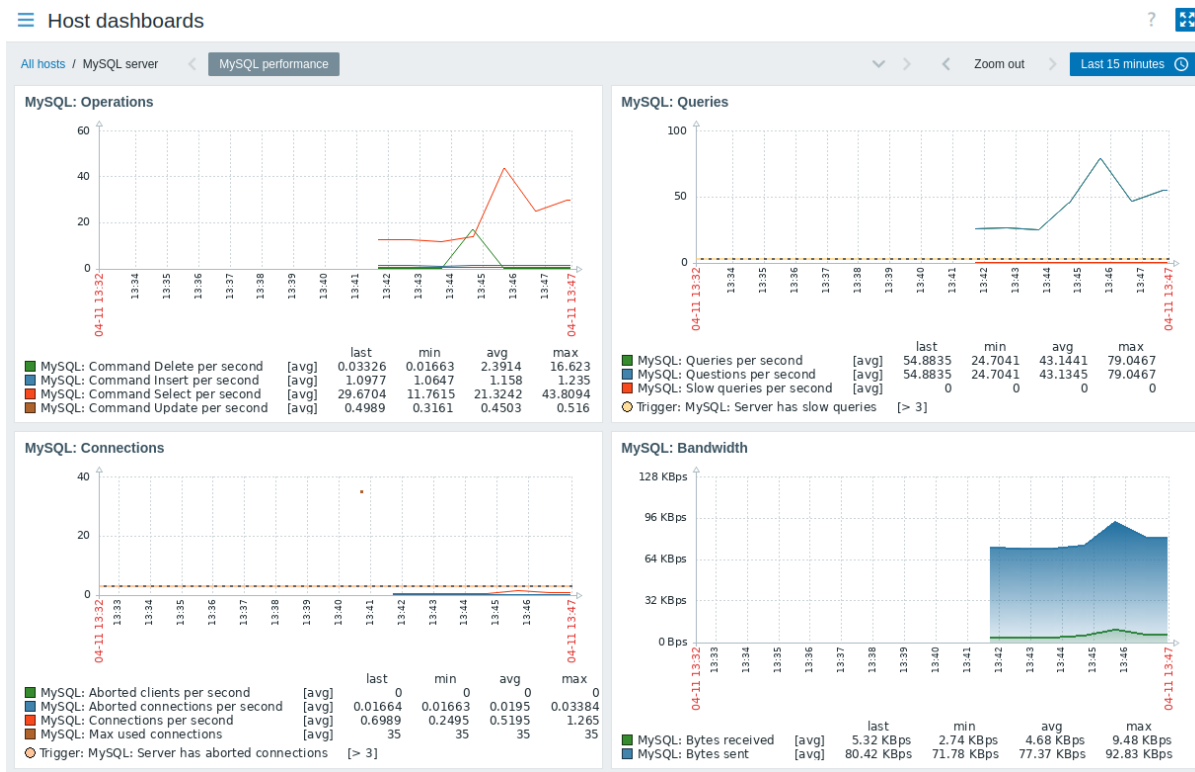 Host dashboards ?
All hosts / MySQL server MySQL performance Zoom out Last 15 minutes
MySQL: Operations
60
40
20
0
04-11 13:32 13:34 13:35 13:36 13:37 13:38 13:39 13:40 13:41 13:42 13:43 13:44 13:45 13:46 13:47 04-11 13:47
last min avg max
MySQL: Command Delete per second [avg] 0.03326 0.01663 2.3914 16.623
MySQL: Command Insert per second [avg] 1.0977 1.0647 1.158 1.235
MySQL: Command Select per second [avg] 29.6704 11.7615 21.3242 43.8094
MySQL: Command Update per second [avg] 0.4989 0.3161 0.4503 0.516
MySQL: Queries
100
50
0
04-11 13:32 13:34 13:35 13:36 13:37 13:38 13:39 13:40 13:41 13:42 13:43 13:44 13:45 13:46 13:47 04-11 13:47
last min avg max
MySQL: Queries per second [avg] 54.8835 24.7041 43.1441 79.0467
MySQL: Questions per second [avg] 54.8835 24.7041 43.1345 79.0467
MySQL: Slow queries per second [avg] 0 0 0 0
Trigger: MySQL: Server has slow queries [> 3]
MySQL: Connections
40
20
0
04-11 13:32 13:33 13:34 13:35 13:36 13:37 13:38 13:39 13:40 13:41 13:42 13:43 13:44 13:45 13:46 04-11 13:47
last min avg max
MySQL: Aborted clients per second [avg] 0 0 0 0
MySQL: Aborted connections per second [avg] 0.01664 0.01663 0.0195 0.03384
MySQL: Connections per second [avg] 0.6989 0.2495 0.5195 1.265
MySQL: Max used connections [avg] 35 35 35 35
Trigger: MySQL: Server has aborted connections [> 3]
MySQL: Bandwidth
128 KBps
96 KBps
64 KBps
32 KBps
0 Bps
04-11 13:32 13:33 13:34 13:35 13:36 13:37 13:38 13:39 13:40 13:41 13:42 13:43 13:44 13:45 13:46 04-11 13:47
last min avg max
MySQL: Bytes received [avg] 5.32 KBps 2.74 KBps 4.68 KBps 9.48 KBps
MySQL: Bytes sent [avg] 80.42 KBps 71.78 KBps 77.37 KBps 92.83 KBps